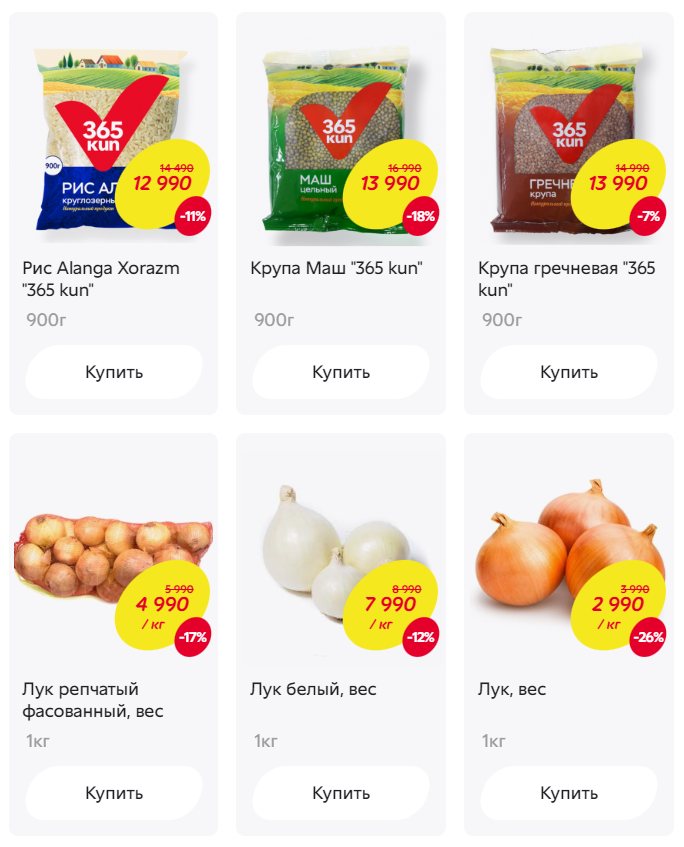 365
kun
900г
РИС АЛ
круглозерны
Натуральный продукт
14 490
12 990
-11%
Рис Alanga Xorazm
"365 kun"
900г
Купить
365
kun
МАШ
цельный
16 990
13 990
-18%
Крупа Маш "365 kun"
900г
Купить
365
kun
ГРЕЧНЕ
крупа
14 990
13 990
-7%
Крупа гречневая "365
kun"
900г
Купить
5 990
4 990
/ кг
-17%
Лук репчатый
фасованный, вес
1кг
Купить
8 990
7 990
/ кг
-12%
Лук белый, вес
1кг
Купить
3 990
2 990
/ кг
-26%
Лук, вес
1кг
Купить